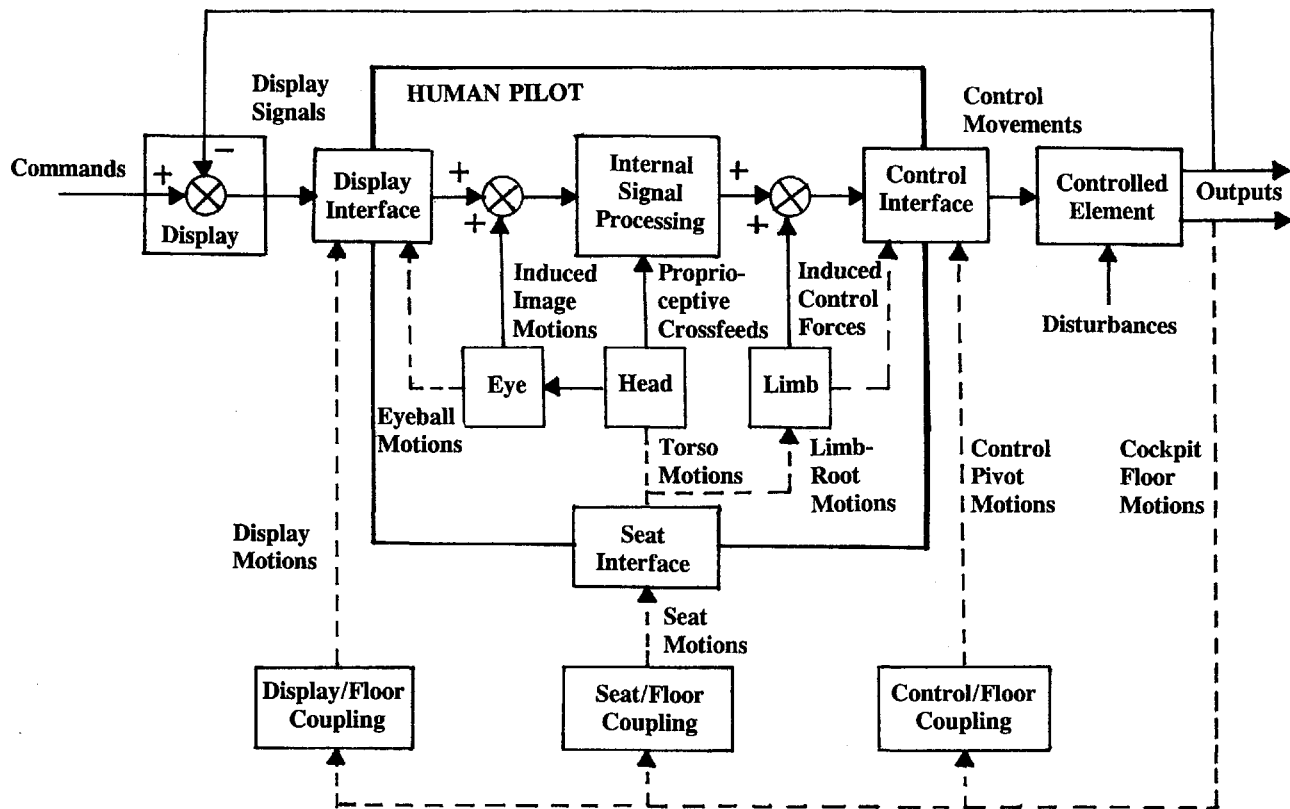 Display
Signals
HUMAN PILOT
Control
Movements
Commands
+
−
Display
Display
Interface
+
+
Internal
Signal
Processing
+
+
Control
Interface
Controlled
Element
Outputs
Induced
Image
Motions
Proprio-
ceptive
Crossfeeds
Induced
Control
Forces
Disturbances
Eye
Head
Limb
Eyeball
Motions
Torso
Motions
Limb-
Root
Motions
Control
Pivot
Motions
Cockpit
Floor
Motions
Display
Motions
Seat
Interface
Seat
Motions
Display/Floor
Coupling
Seat/Floor
Coupling
Control/Floor
Coupling